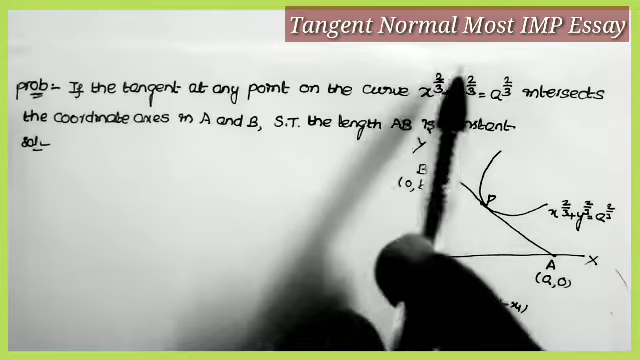 Tangent Normal Most IMP Essay
prob:- If the tangent at any point on the curve x^2/3 y^2/3 = a^2/3 intersects
the coordinate axes in A and B, S.T. the length AB is constant.
sol:-
Y
B
(0,
P
x^2/3 + y^2/3 = a^2/3
A
X
(a,0)
-x1)